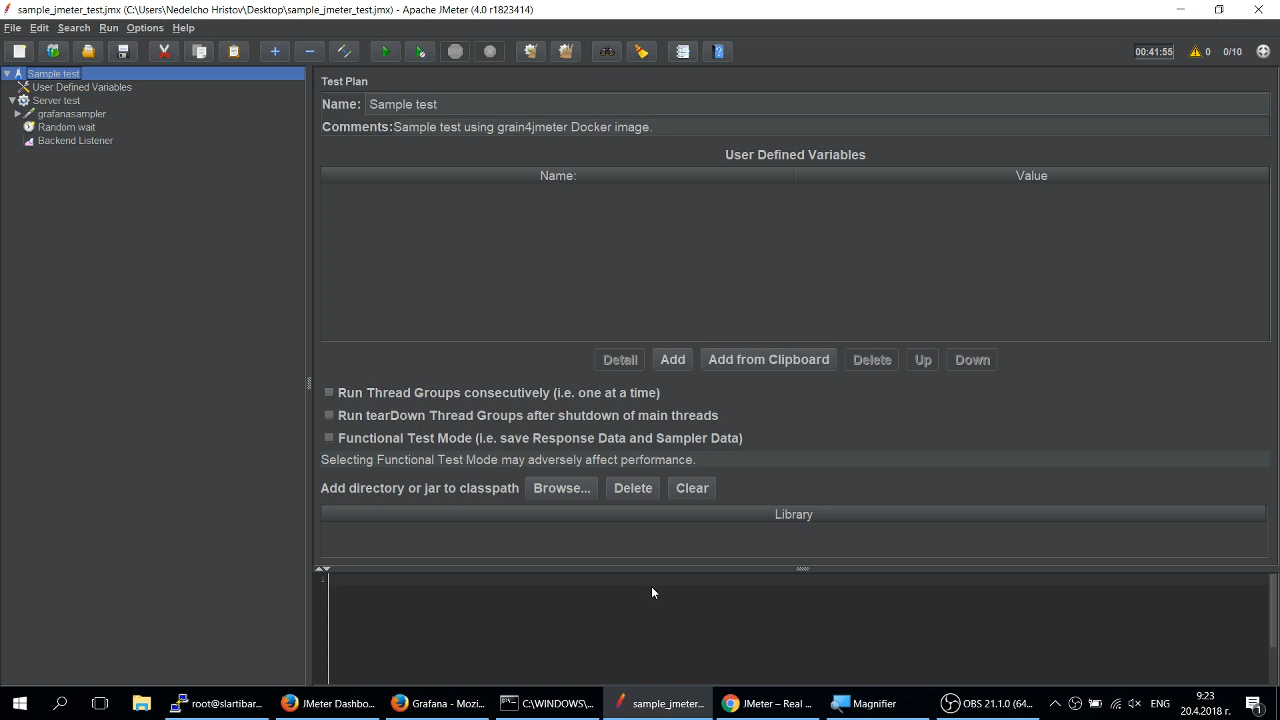 sample_jmeter_test.jmx (C:\Users\Nedelcho Hristov\Desktop\sample_jmeter_test.jmx) - Apache JMeter (4.0 r1823414)
File Edit Search Run Options Help
00:41:55 0 0/10
Sample test
User Defined Variables
Server test
grafanasampler
Random wait
Backend Listener
Test Plan
Name: Sample test
Comments: Sample test using grain4jmeter Docker image.
User Defined Variables
Name: Value
Detail Add Add from Clipboard Delete Up Down
Run Thread Groups consecutively (i.e. one at a time)
Run tearDown Thread Groups after shutdown of main threads
Functional Test Mode (i.e. save Response Data and Sampler Data)
Selecting Functional Test Mode may adversely affect performance.
Add directory or jar to classpath Browse... Delete Clear
Library
1
root@slartibar... JMeter Dashbo... Grafana - Mozi... C:\WINDOWS\... sample_jmeter... JMeter – Real ... Magnifier OBS 21.1.0 (64... ENG 9:23
20.4.2018 г. 1